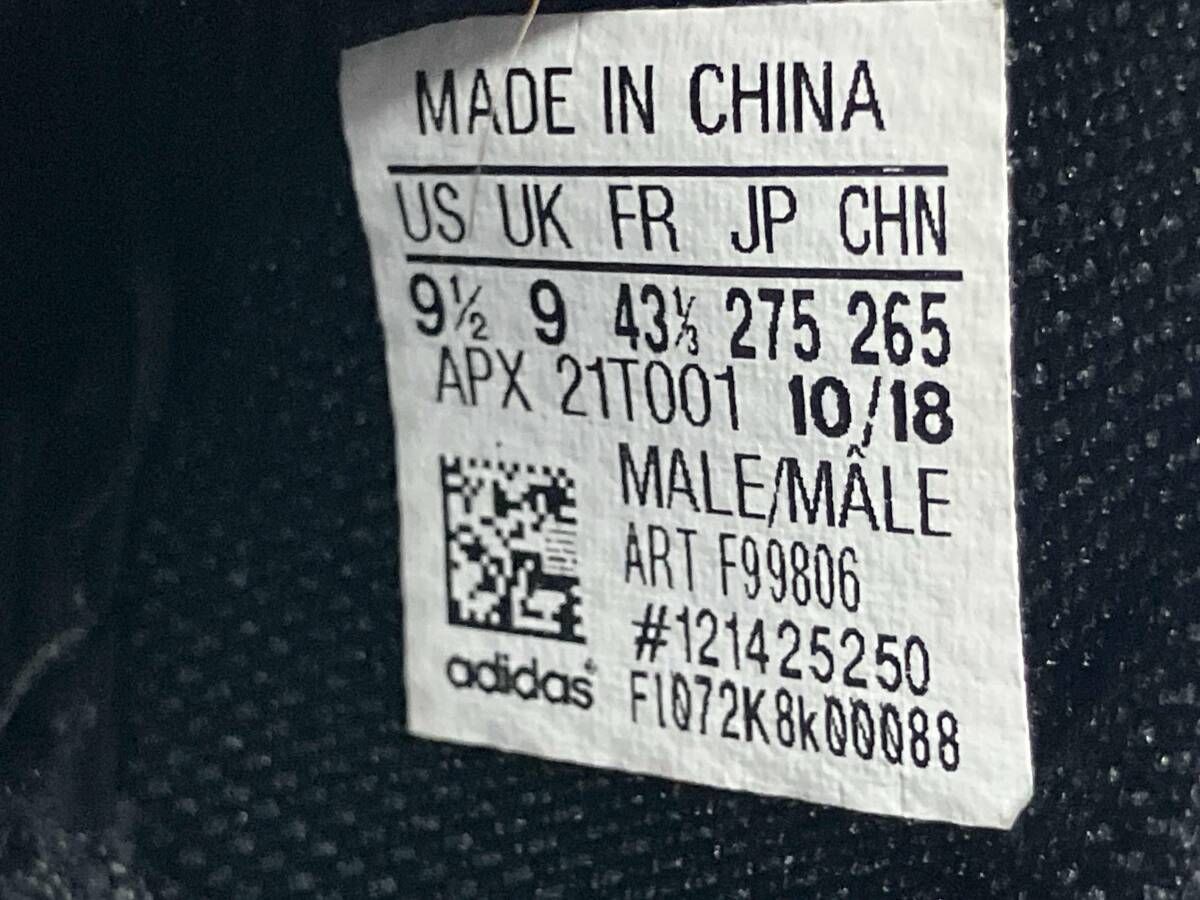 MADE IN CHINA
US UK FR JP CHN
9½ 9 43⅓ 275 265
APX 21T001 10/18
MALE/MÂLE
ART F99806
#121425250
adidas
F1072K8k00088